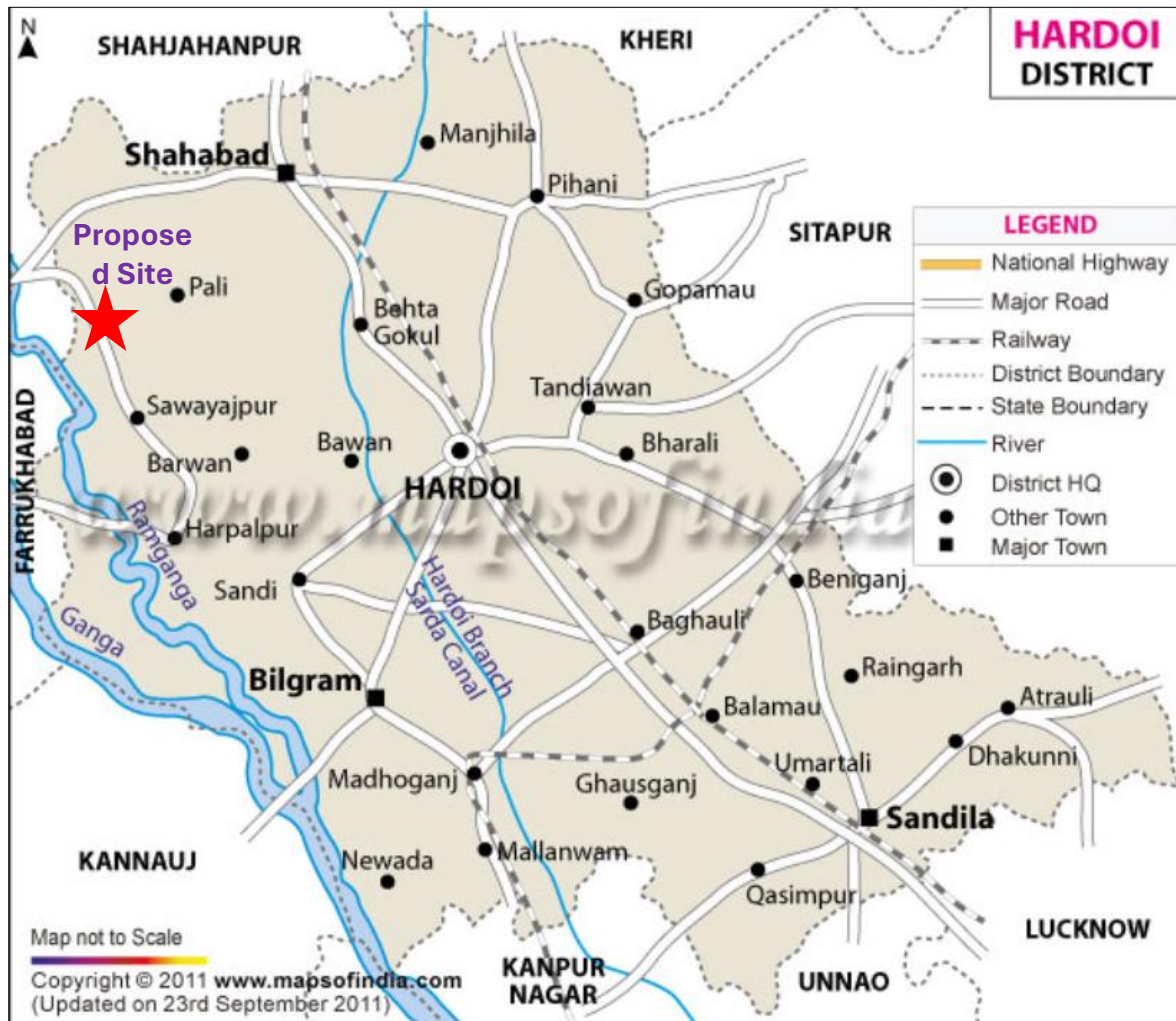 N
SHAHJAHANPUR
KHERI
HARDOI
DISTRICT
Manjhila
Shahabad
Pihani
SITAPUR
LEGEND
National Highway
Major Road
Railway
District Boundary
State Boundary
River
District HQ
Other Town
Major Town
Propose
d Site
Pali
Gopamau
Behta
Gokul
Tandiawan
Sawayajpur
FARRUKHABAD
Barwan
Bawan
Bharali
HARDOI
www.mapsofindia
Harpalpur
Ramganga
Sandi
Hardoi Branch
Sarda Canal
Beniganj
Ganga
Baghauli
Raingarh
Bilgram
Balamau
Atrauli
Dhakunni
Madhoganj
Ghausganj
Umartali
Sandila
KANNAUJ
Newada
Mallanwam
Qasimpur
LUCKNOW
Map not to Scale
KANPUR
NAGAR
UNNAO
Copyright © 2011 www.mapsofindia.com
(Updated on 23rd September 2011)